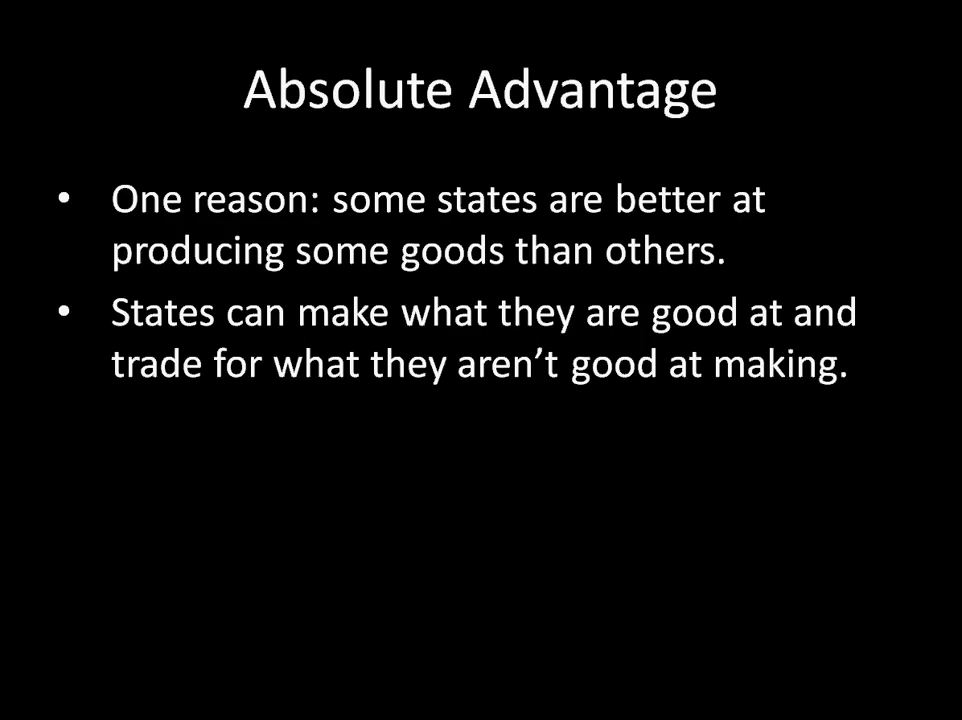 Absolute Advantage
• One reason: some states are better at
producing some goods than others.
• States can make what they are good at and
trade for what they aren’t good at making.